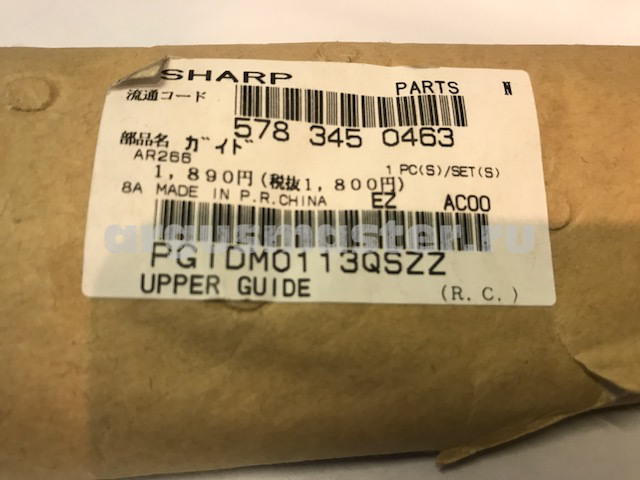 SHARP PARTS N
流通コード
578 345 0463
部品名 ガイド
AR266 1 PC(S)/SET(S)
1,890円(税抜1,800円)
8A MADE IN P.R.CHINA EZ AC00
argusmaster.ru
PGIDM0113QSZZ
UPPER GUIDE (R.C.)